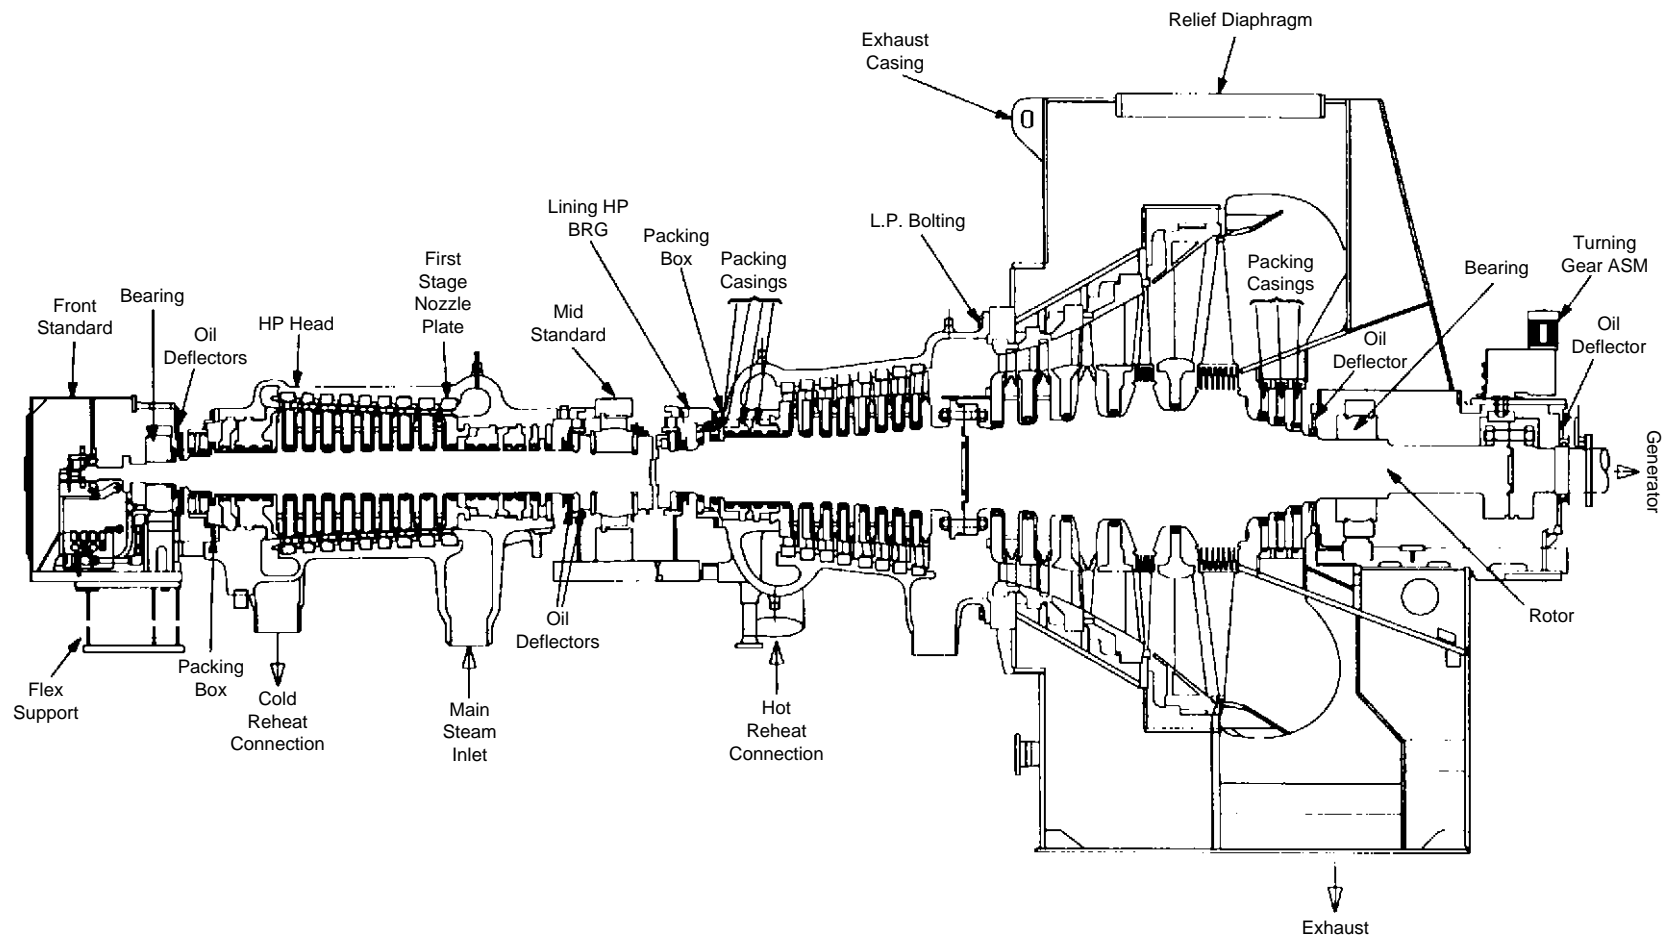 Relief Diaphragm
Exhaust
Casing
Lining HP
BRG
Packing
Box
Packing
Casings
L.P. Bolting
Packing
Casings
Bearing
Turning
Gear ASM
First
Stage
Nozzle
Plate
Front
Standard
Bearing
Oil
Deflectors
HP Head
Mid
Standard
Oil
Deflector
Oil
Deflector
Generator
Flex
Support
Packing
Box
Cold
Reheat
Connection
Main
Steam
Inlet
Oil
Deflectors
Hot
Reheat
Connection
Rotor
Exhaust